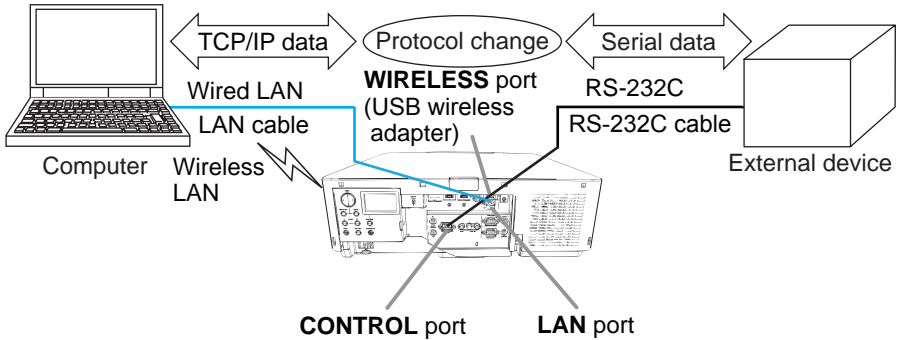 TCP/IP data
Protocol change
Serial data
Wired LAN
LAN cable
WIRELESS port
(USB wireless
adapter)
RS-232C
RS-232C cable
Computer
Wireless
LAN
External device
CONTROL port
LAN port